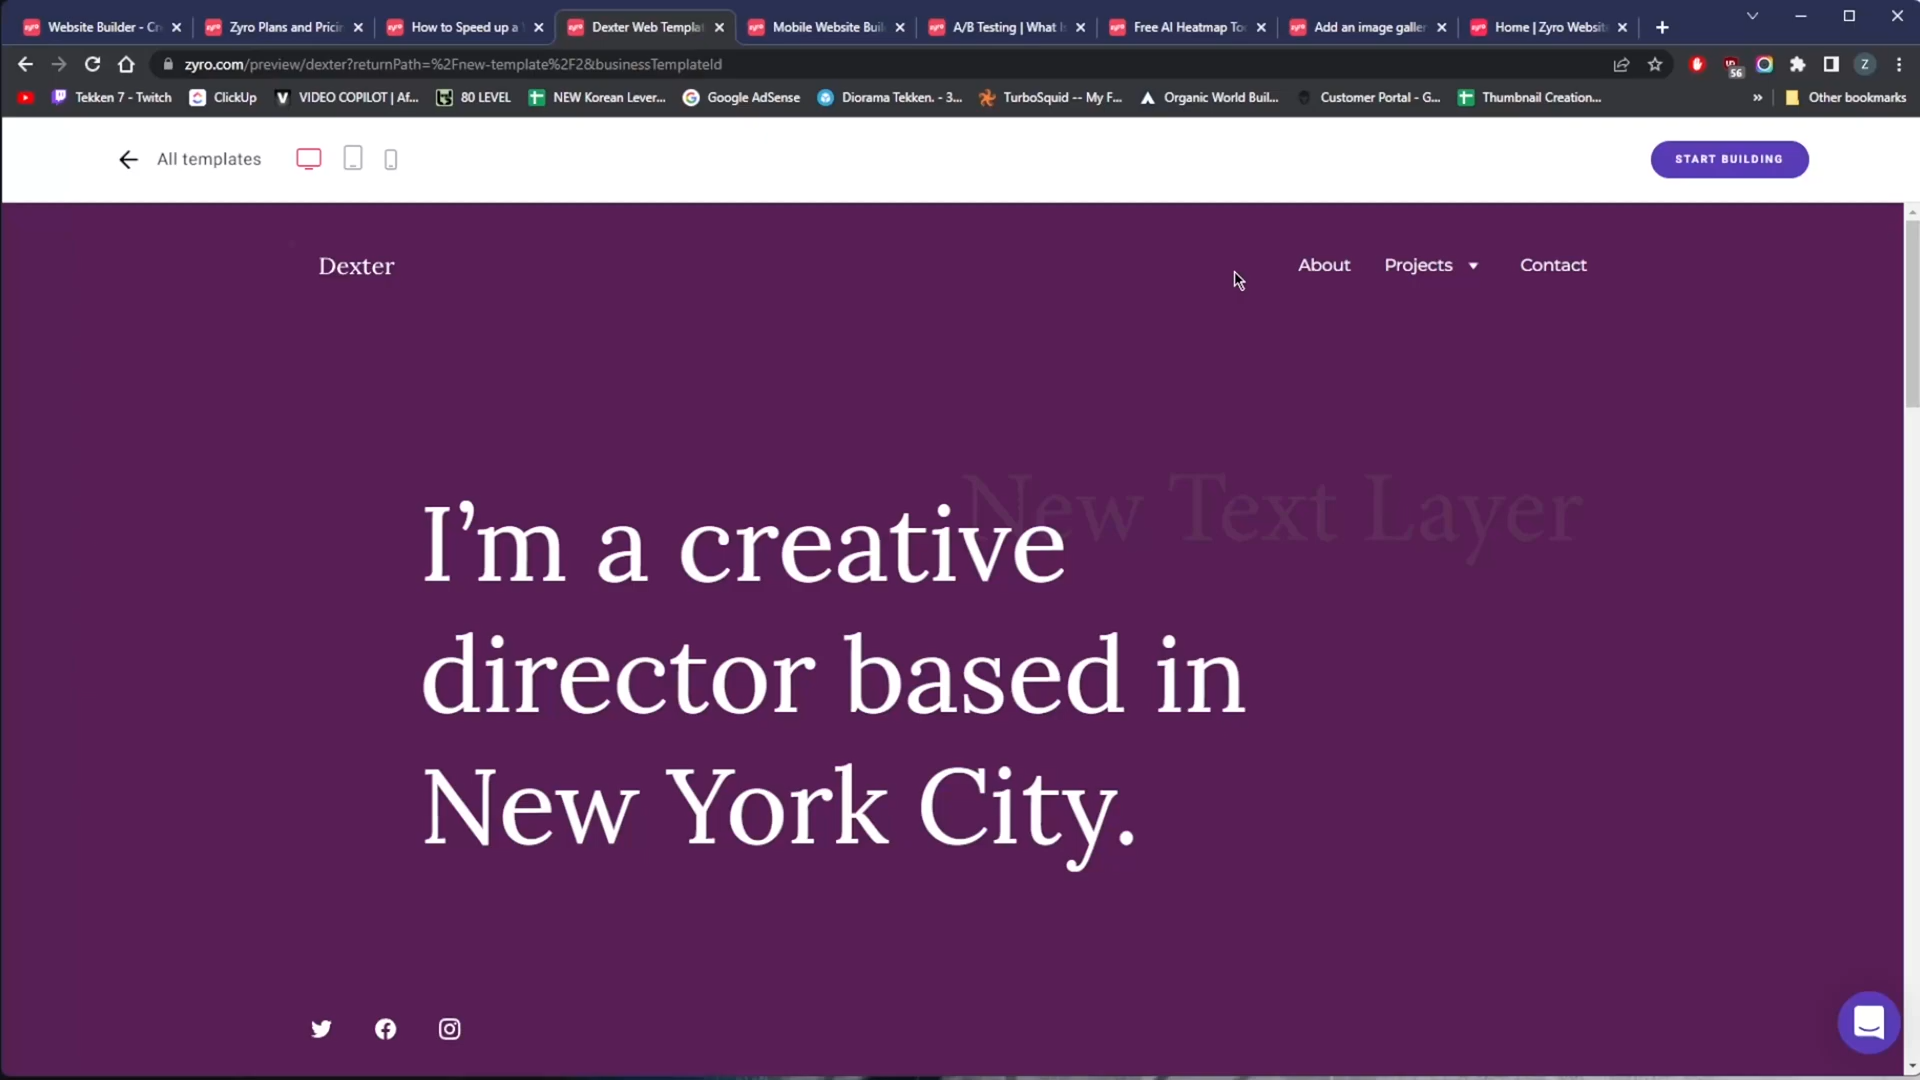 Website Builder - Cr
Zyro Plans and Pricin
How to Speed up a
Dexter Web Templat
Mobile Website Buil
A/B Testing | What I
Free AI Heatmap To
Add an image galler
Home | Zyro Websit
zyro.com/preview/dexter?returnPath=%2Fnew-template%2F2&businessTemplateId
56
Z
Tekken 7 - Twitch
ClickUp
VIDEO COPILOT | Af...
80 LEVEL
NEW Korean Lever...
Google AdSense
Diorama Tekken. - 3...
TurboSquid -- My F...
Organic World Buil...
Customer Portal - G...
Thumbnail Creation...
»
Other bookmarks
All templates
START BUILDING
Dexter
About
Projects
Contact
New Text Layer
I’m a creative
director based in
New York City.